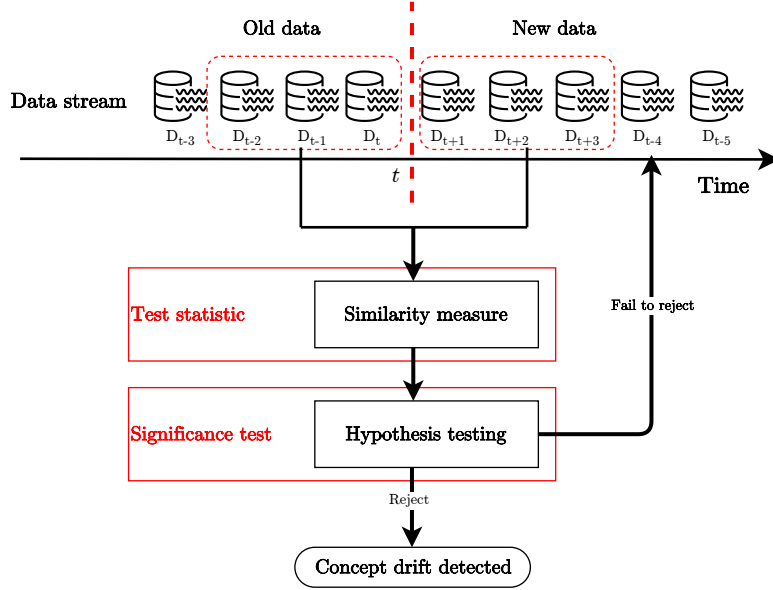 Old data
New data
Data stream
D_{t-3} D_{t-2} D_{t-1} D_t D_{t+1} D_{t+2} D_{t+3} D_{t-4} D_{t-5}
t
Time
Test statistic
Similarity measure
Fail to reject
Significance test
Hypothesis testing
Reject
Concept drift detected